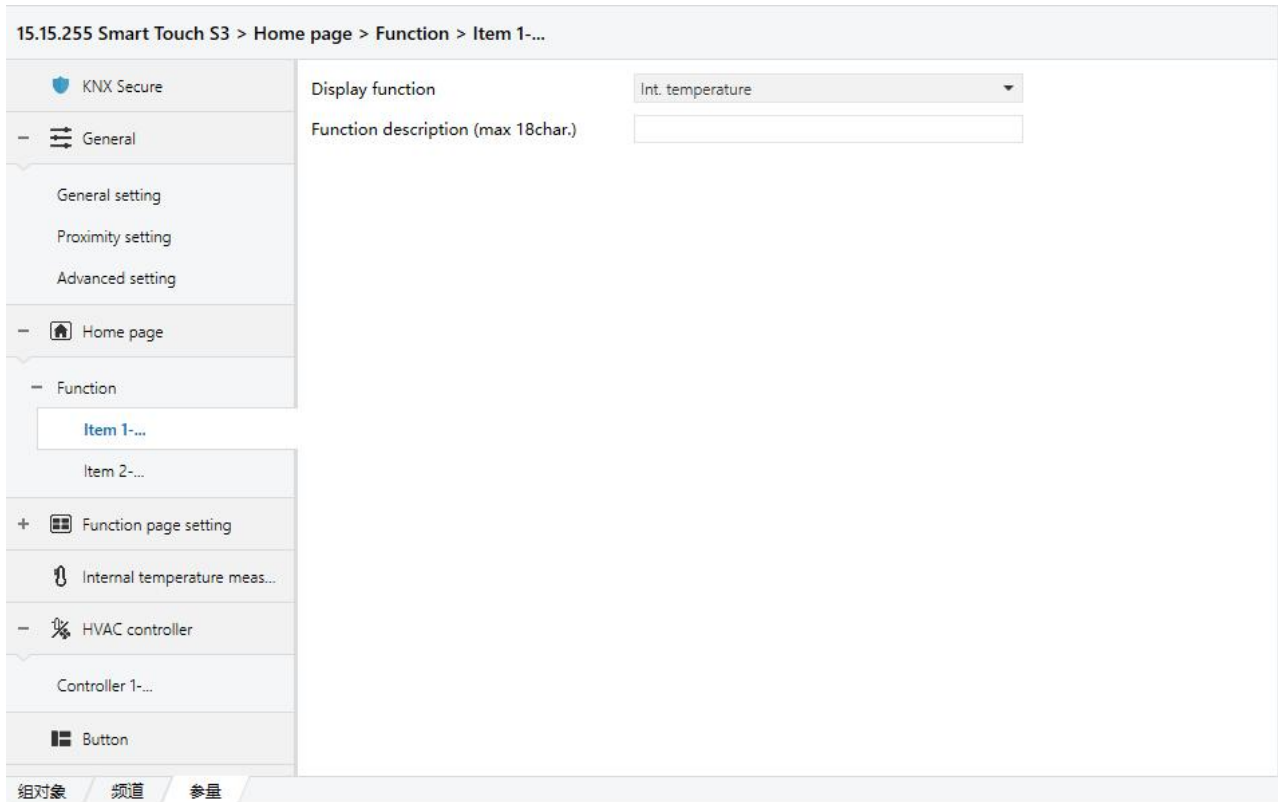 15.15.255 Smart Touch S3 > Home page > Function > Item 1-...
KNX Secure
General
General setting
Proximity setting
Advanced setting
Home page
Function
Item 1-...
Item 2-...
Function page setting
Internal temperature meas...
HVAC controller
Controller 1-...
Button
Display function Int. temperature
Function description (max 18char.)
组对象 频道 参量